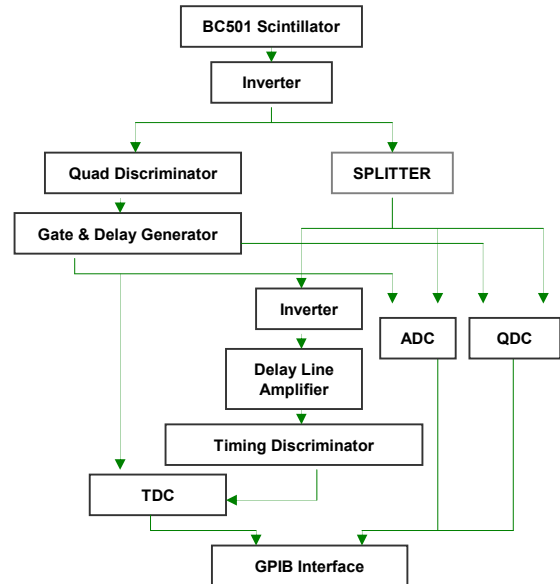 BC501 Scintillator
Inverter
Quad Discriminator
SPLITTER
Gate & Delay Generator
Inverter
ADC
QDC
Delay Line
Amplifier
Timing Discriminator
TDC
GPIB Interface